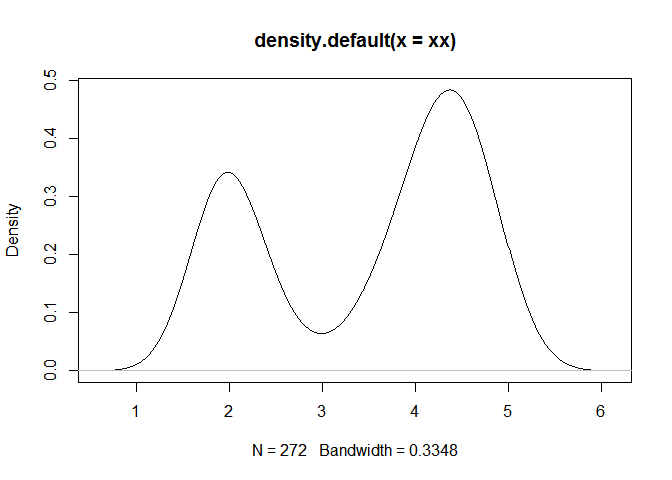 density.default(x = xx)
Density
0.5
0.4
0.3
0.2
0.1
0.0
1 2 3 4 5 6
N = 272 Bandwidth = 0.3348